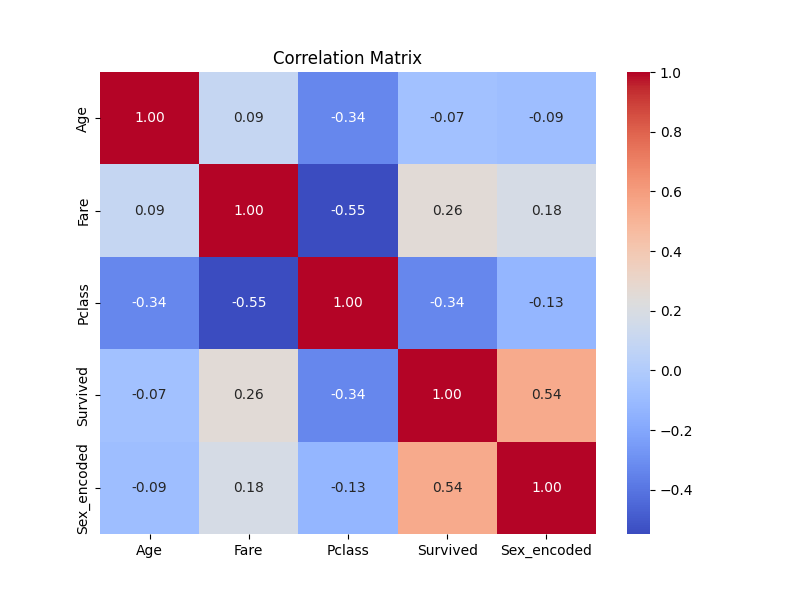 Correlation Matrix
Age 1.00 0.09 -0.34 -0.07 -0.09
Fare 0.09 1.00 -0.55 0.26 0.18
Pclass -0.34 -0.55 1.00 -0.34 -0.13
Survived -0.07 0.26 -0.34 1.00 0.54
Sex_encoded -0.09 0.18 -0.13 0.54 1.00
Age Fare Pclass Survived Sex_encoded
1.0
0.8
0.6
0.4
0.2
0.0
−0.2
−0.4